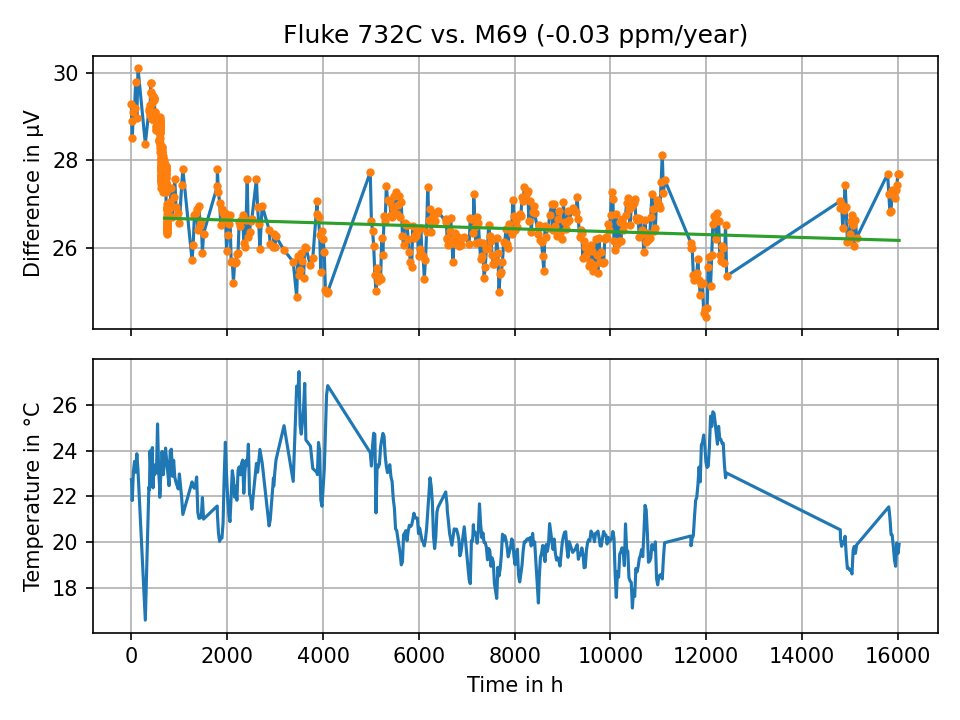 Fluke 732C vs. M69 (-0.03 ppm/year)
Difference in µV
30
28
26
Temperature in °C
26
24
22
20
18
0 2000 4000 6000 8000 10000 12000 14000 16000
Time in h